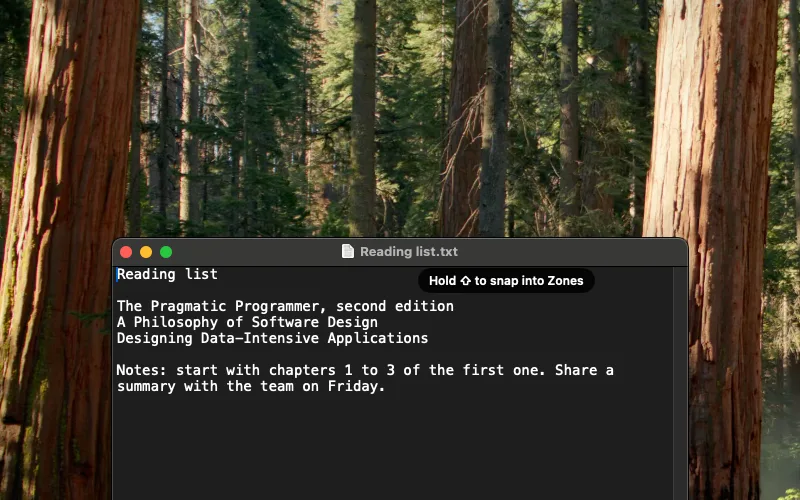 Reading list.txt
Hold ⇧ to snap into Zones
Reading list
The Pragmatic Programmer, second edition
A Philosophy of Software Design
Designing Data-Intensive Applications
Notes: start with chapters 1 to 3 of the first one. Share a
summary with the team on Friday.